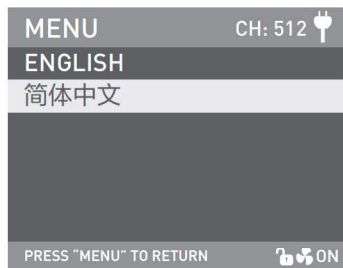 MENU CH: 512
ENGLISH
简体中文
PRESS "MENU" TO RETURN ON